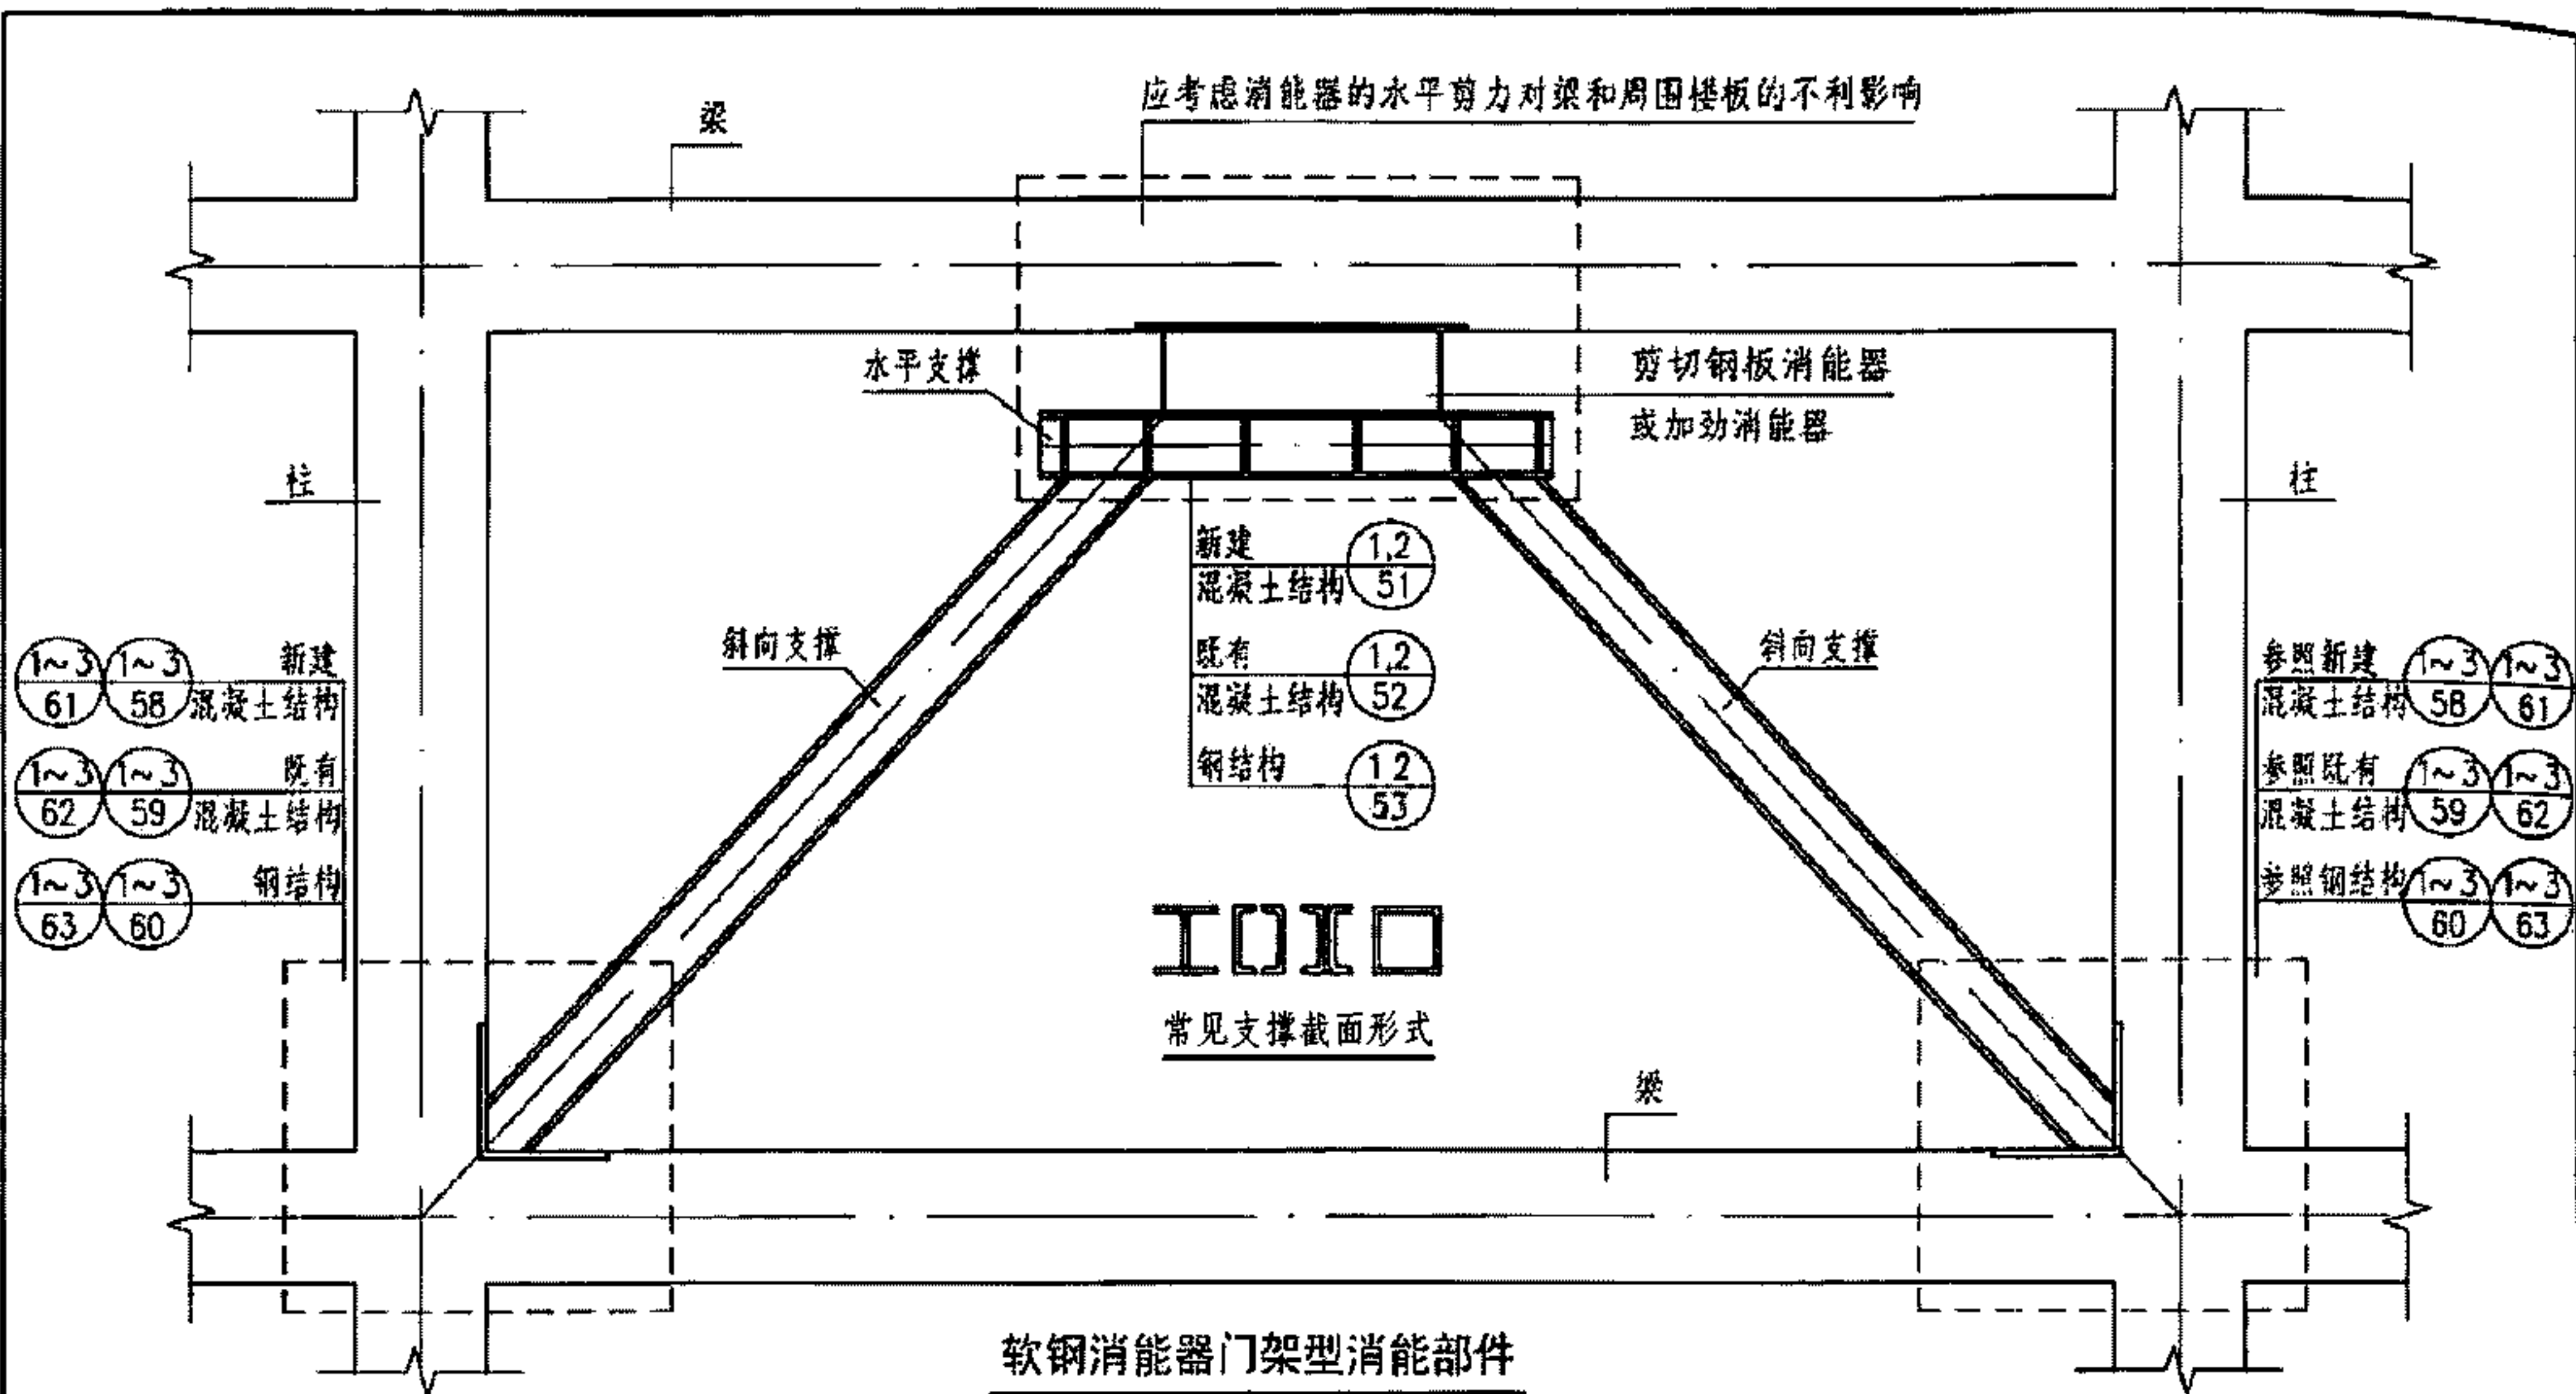 应考虑消能器的水平剪力对梁和周围楼板的不利影响
梁
水平支撑
剪切钢板消能器
或加劲消能器
柱
柱
新建 1,2
混凝土结构 51
既有 1,2
混凝土结构 52
钢结构 1 2
53
斜向支撑
斜向支撑
1~3 1~3 新建
61 58 混凝土结构
1~3 1~3 既有
62 59 混凝土结构
1~3 1~3 钢结构
63 60
参照新建 1~3 1~3
混凝土结构 58 61
参照既有 1~3 1~3
混凝土结构 59 62
参照钢结构 1~3 1~3
60 63
常见支撑截面形式
梁
软钢消能器门架型消能部件